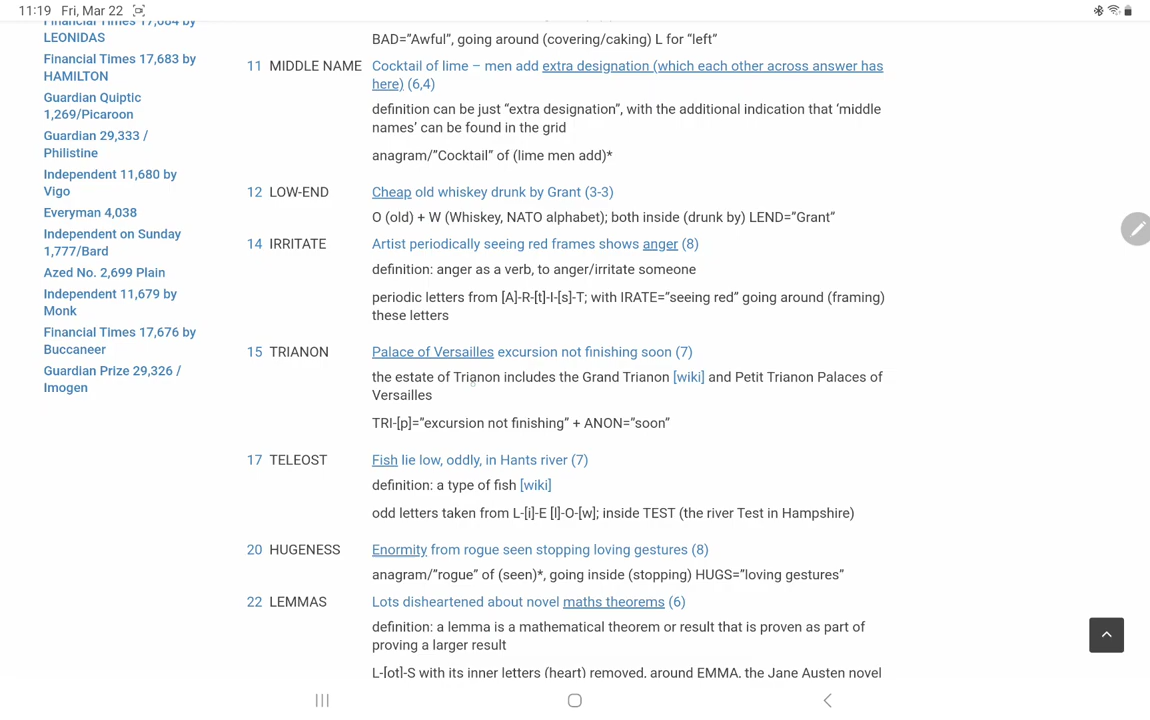 11:19 Fri, Mar 22
Financial Times 17,684 by
LEONIDAS
Financial Times 17,683 by
HAMILTON
Guardian Quiptic
1,269/Picaroon
Guardian 29,333 /
Philistine
Independent 11,680 by
Vigo
Everyman 4,038
Independent on Sunday
1,777/Bard
Azed No. 2,699 Plain
Independent 11,679 by
Monk
Financial Times 17,676 by
Buccaneer
Guardian Prize 29,326 /
Imogen
BAD=”Awful”, going around (covering/caking) L for “left”
11 MIDDLE NAME Cocktail of lime – men add extra designation (which each other across answer has
here) (6,4)
definition can be just “extra designation”, with the additional indication that ‘middle
names’ can be found in the grid
anagram/”Cocktail” of (lime men add)*
12 LOW-END Cheap old whiskey drunk by Grant (3-3)
O (old) + W (Whiskey, NATO alphabet); both inside (drunk by) LEND=”Grant”
14 IRRITATE Artist periodically seeing red frames shows anger (8)
definition: anger as a verb, to anger/irritate someone
periodic letters from [A]-R-[t]-I-[s]-T; with IRATE=”seeing red” going around (framing)
these letters
15 TRIANON Palace of Versailles excursion not finishing soon (7)
the estate of Trianon includes the Grand Trianon [wiki] and Petit Trianon Palaces of
Versailles
TRI-[p]=”excursion not finishing” + ANON=”soon”
17 TELEOST Fish lie low, oddly, in Hants river (7)
definition: a type of fish [wiki]
odd letters taken from L-[i]-E [l]-O-[w]; inside TEST (the river Test in Hampshire)
20 HUGENESS Enormity from rogue seen stopping loving gestures (8)
anagram/”rogue” of (seen)*, going inside (stopping) HUGS=”loving gestures”
22 LEMMAS Lots disheartened about novel maths theorems (6)
definition: a lemma is a mathematical theorem or result that is proven as part of
proving a larger result
L-[ot]-S with its inner letters (heart) removed, around EMMA, the Jane Austen novel